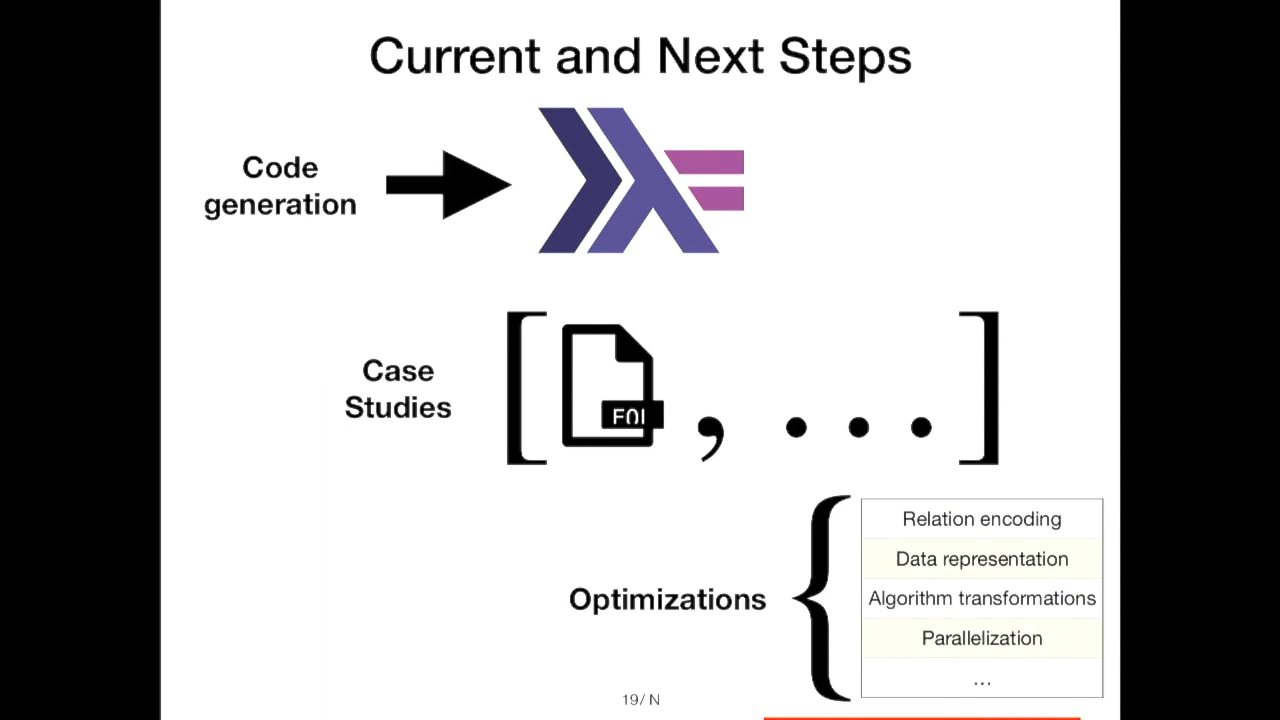 Current and Next Steps
Code
generation
Case
Studies
[ , . . . ]
Optimizations {
Relation encoding
Data representation
Algorithm transformations
Parallelization
...
19/ N